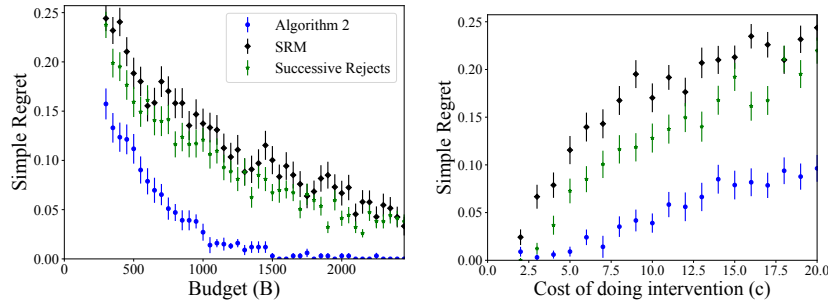 0.25
0.20
0.15
0.10
0.05
0.00
Simple Regret
Algorithm 2
SRM
Successive Rejects
0 500 1000 1500 2000
Budget (B)
0.25
0.20
0.15
0.10
0.05
0.00
Simple Regret
0.0 2.5 5.0 7.5 10.0 12.5 15.0 17.5 20.0
Cost of doing intervention (c)